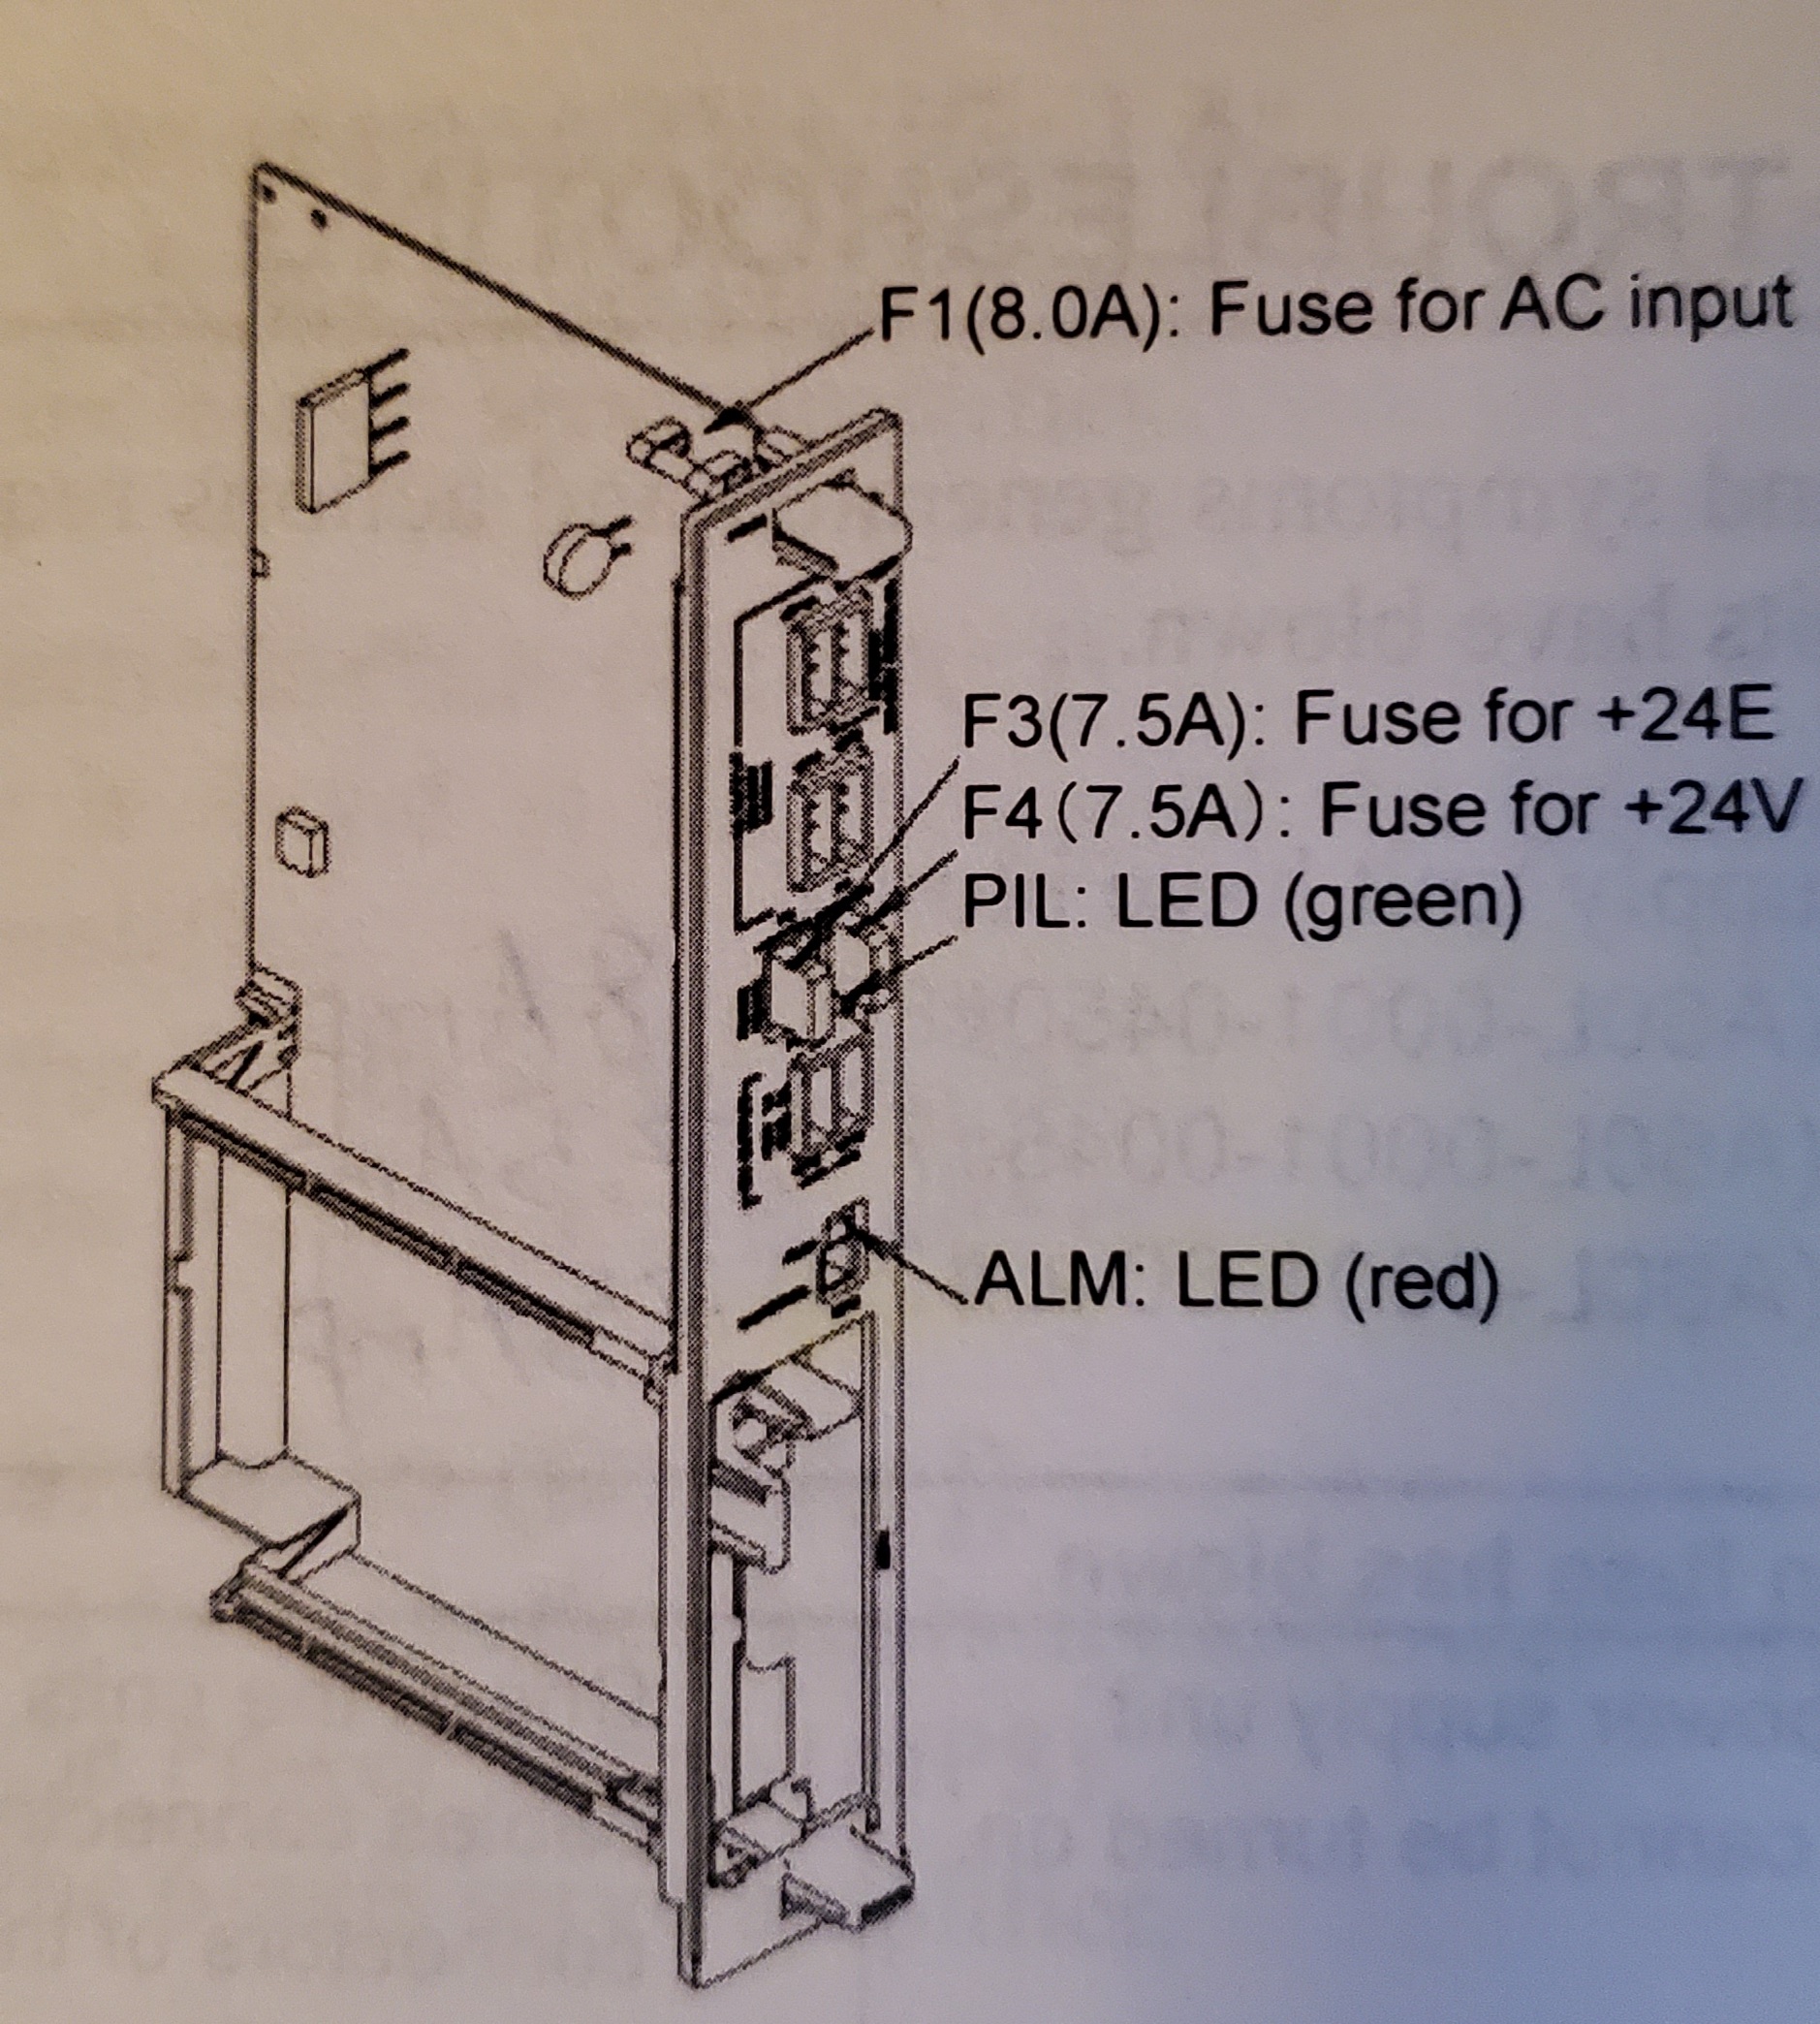 F1(8.0A): Fuse for AC input
F3(7.5A): Fuse for +24E
F4(7.5A): Fuse for +24V
PIL: LED (green)
ALM: LED (red)